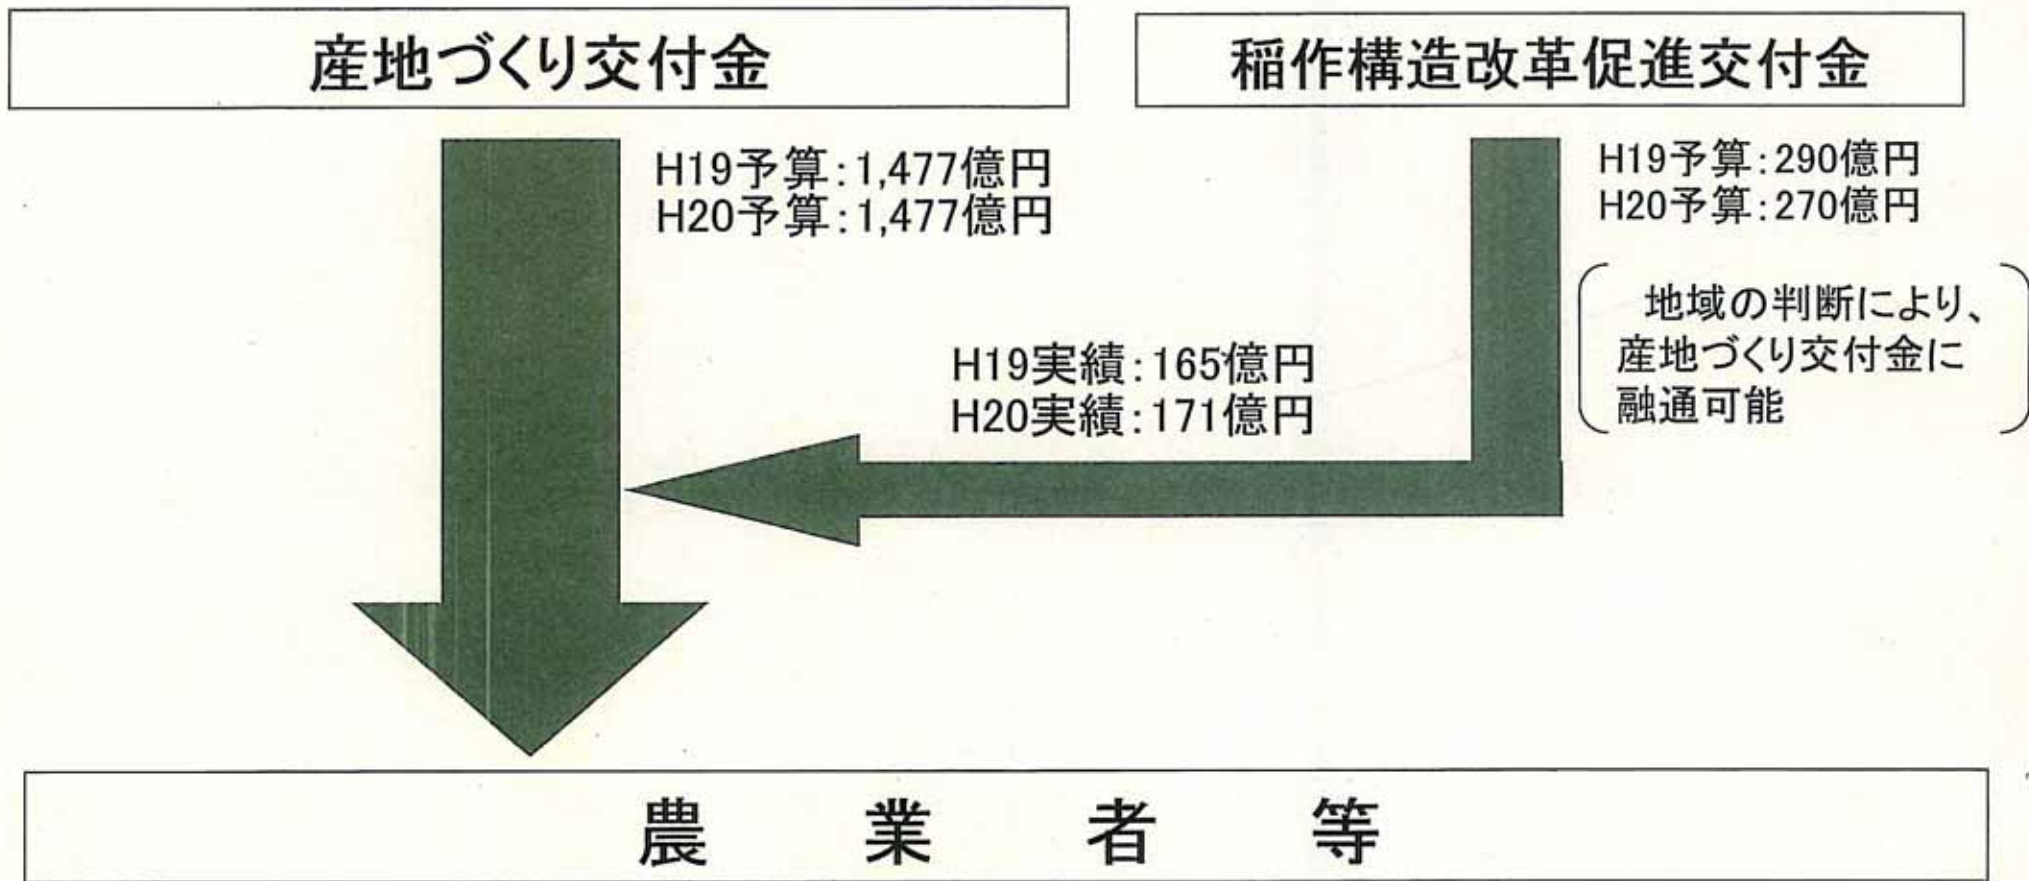 産地づくり交付金
稲作構造改革促進交付金
H19予算:1,477億円
H20予算:1,477億円
H19予算:290億円
H20予算:270億円
地域の判断により、
産地づくり交付金に
融通可能
H19実績:165億円
H20実績:171億円
農業者等